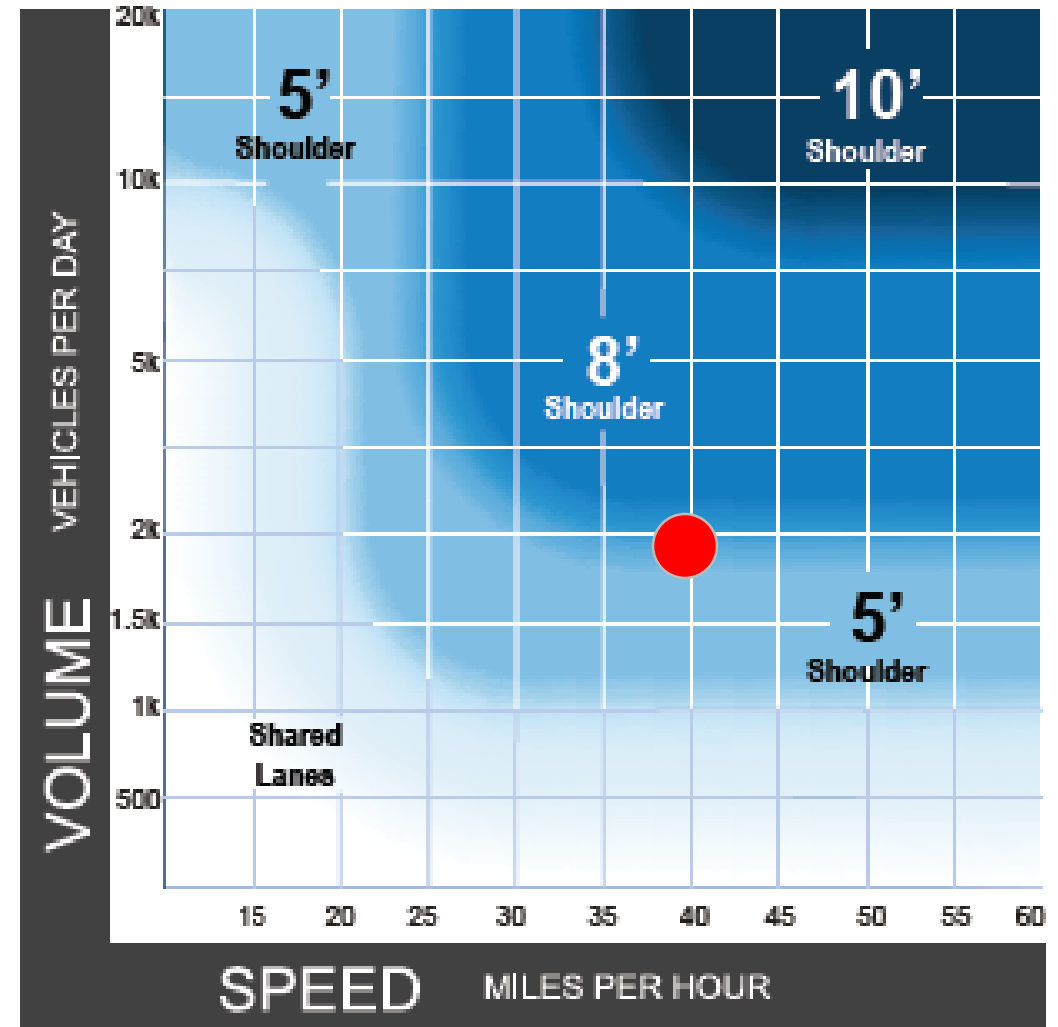 20k
5’
Shoulder
10’
Shoulder
10k
VEHICLES PER DAY
5k
8’
Shoulder
2k
1.5k
5’
Shoulder
VOLUME
1k
Shared
Lanes
500
15 20 25 30 35 40 45 50 55 60
SPEED MILES PER HOUR